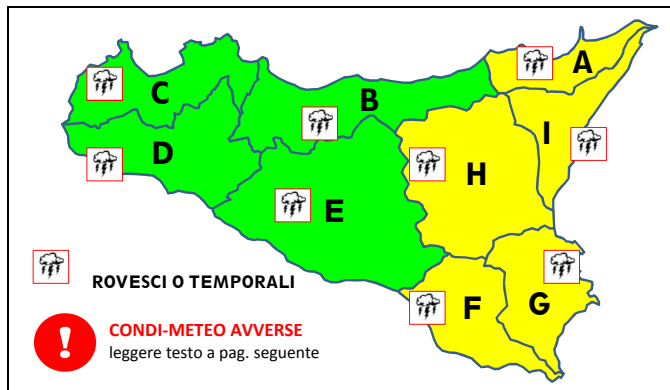 A
C
B
I
D
H
E
ROVESCI O TEMPORALI
F
G
!
CONDI-METEO AVVERSE
leggere testo a pag. seguente